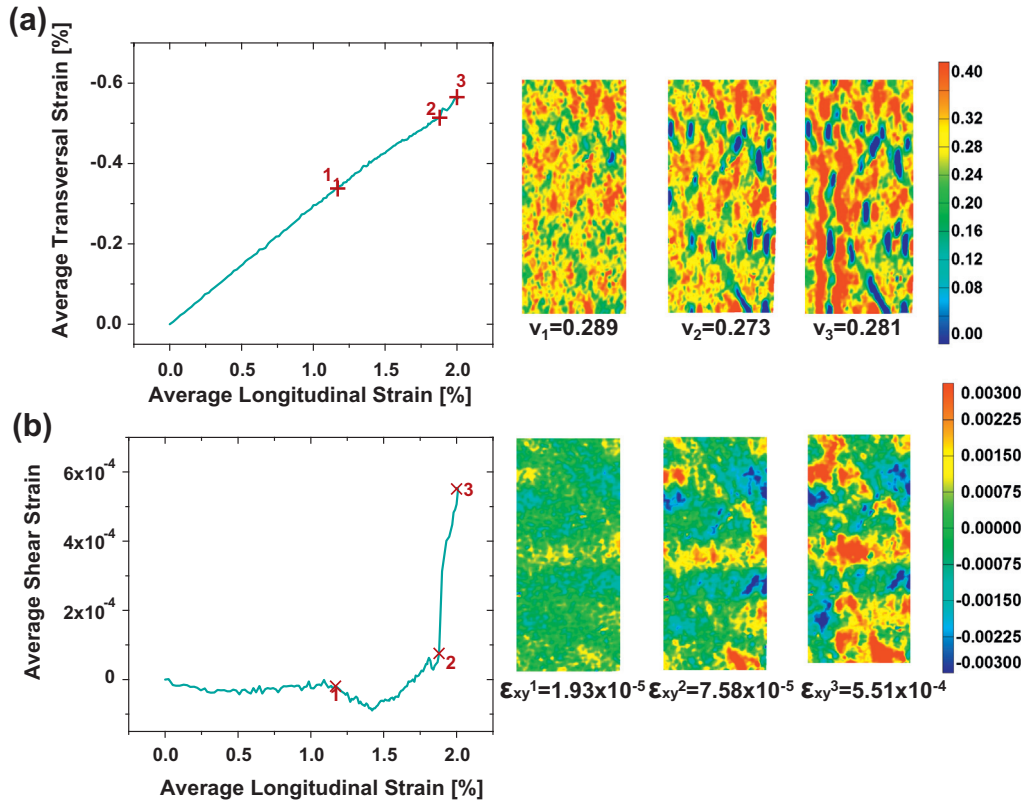 (a)
Average Transversal Strain [%]
-0.6
-0.4
-0.2
0.0
1
2
3
0.0 0.5 1.0 1.5 2.0
Average Longitudinal Strain [%]
ν1=0.289 ν2=0.273 ν3=0.281
0.40
0.32
0.24
0.20
0.16
0.12
0.08
0.00
(b)
Average Shear Strain
6x10-4
4x10-4
2x10-4
0
1
2
3
0.0 0.5 1.0 1.5 2.0
Average Longitudinal Strain [%]
Ɛxy1=1.93x10-5 Ɛxy2=7.58x10-5 Ɛxy3=5.51x10-4
0.00300
0.00225
0.00150
0.00075
0.00000
-0.00075
-0.00150
-0.00225
-0.00300